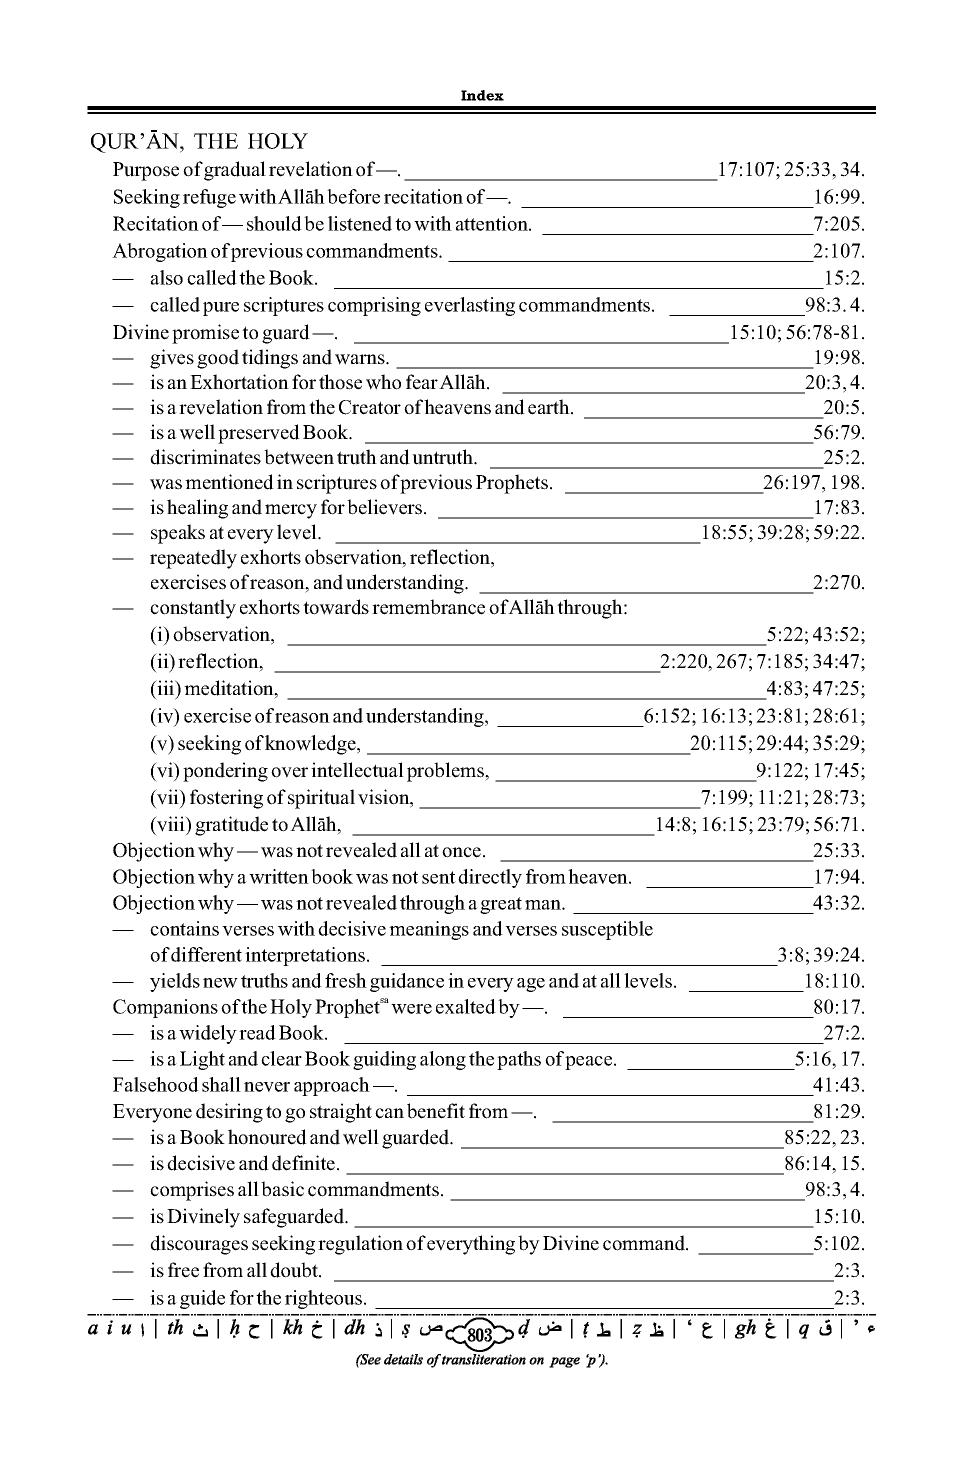 Index
QUR’ĀN, THE HOLY
Purpose of gradual revelation of —. 17:107; 25:33, 34.
Seeking refuge with Allāh before recitation of —. 16:99.
Recitation of — should be listened to with attention. 7:205.
Abrogation of previous commandments. 2:107.
— also called the Book. 15:2.
— called pure scriptures comprising everlasting commandments. 98:3. 4.
Divine promise to guard —. 15:10; 56:78-81.
— gives good tidings and warns. 19:98.
— is an Exhortation for those who fear Allāh. 20:3, 4.
— is a revelation from the Creator of heavens and earth. 20:5.
— is a well preserved Book. 56:79.
— discriminates between truth and untruth. 25:2.
— was mentioned in scriptures of previous Prophets. 26:197, 198.
— is healing and mercy for believers. 17:83.
— speaks at every level. 18:55; 39:28; 59:22.
— repeatedly exhorts observation, reflection,
exercises of reason, and understanding. 2:270.
— constantly exhorts towards remembrance of Allāh through:
(i) observation, 5:22; 43:52;
(ii) reflection, 2:220, 267; 7:185; 34:47;
(iii) meditation, 4:83; 47:25;
(iv) exercise of reason and understanding, 6:152; 16:13; 23:81; 28:61;
(v) seeking of knowledge, 20:115; 29:44; 35:29;
(vi) pondering over intellectual problems, 9:122; 17:45;
(vii) fostering of spiritual vision, 7:199; 11:21; 28:73;
(viii) gratitude to Allāh, 14:8; 16:15; 23:79; 56:71.
Objection why — was not revealed all at once. 25:33.
Objection why a written book was not sent directly from heaven. 17:94.
Objection why — was not revealed through a great man. 43:32.
— contains verses with decisive meanings and verses susceptible
of different interpretations. 3:8; 39:24.
— yields new truths and fresh guidance in every age and at all levels. 18:110.
Companions of the Holy Prophetsa were exalted by —. 80:17.
— is a widely read Book. 27:2.
— is a Light and clear Book guiding along the paths of peace. 5:16, 17.
Falsehood shall never approach —. 41:43.
Everyone desiring to go straight can benefit from —. 81:29.
— is a Book honoured and well guarded. 85:22, 23.
— is decisive and definite. 86:14, 15.
— comprises all basic commandments. 98:3, 4.
— is Divinely safeguarded. 15:10.
— discourages seeking regulation of everything by Divine command. 5:102.
— is free from all doubt. 2:3.
— is a guide for the righteous. 2:3.
a i u ا | th ث | ḥ ح | kh خ | dh ذ | ṣ ص 803 ḍ ض | ṭ ط | ẓ ظ | ‘ ع | gh غ | q ق | ’ ء
(See details of transliteration on page ‘p’).